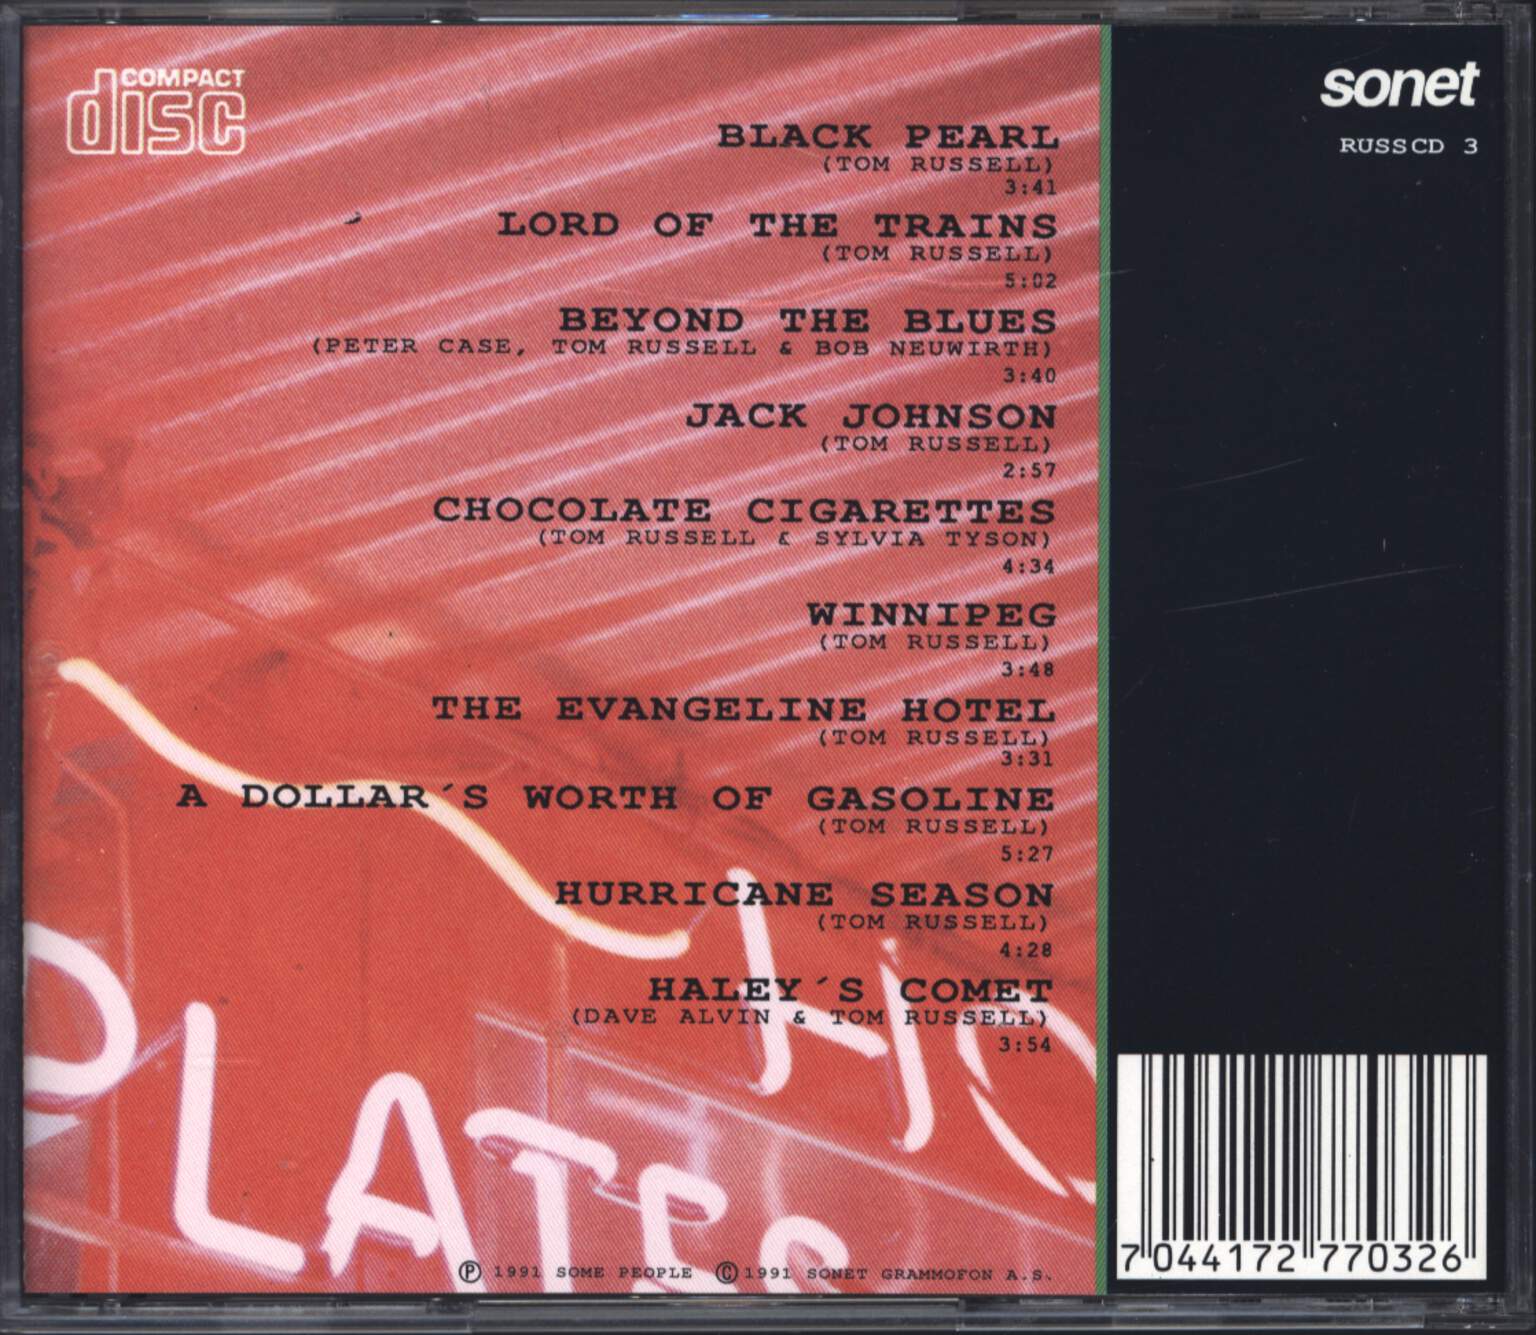 COMPACT
disc
sonet
RUSSCD 3
BLACK PEARL
(TOM RUSSELL)
3:41
LORD OF THE TRAINS
(TOM RUSSELL)
5:02
BEYOND THE BLUES
(PETER CASE, TOM RUSSELL & BOB NEUWIRTH)
3:40
JACK JOHNSON
(TOM RUSSELL)
2:57
CHOCOLATE CIGARETTES
(TOM RUSSELL & SYLVIA TYSON)
4:34
WINNIPEG
(TOM RUSSELL)
3:48
THE EVANGELINE HOTEL
(TOM RUSSELL)
3:31
A DOLLAR´S WORTH OF GASOLINE
(TOM RUSSELL)
5:27
HURRICANE SEASON
(TOM RUSSELL)
4:28
HALEY´S COMET
(DAVE ALVIN & TOM RUSSELL)
3:54
HO
PLATES
Ⓟ 1991 SOME PEOPLE Ⓒ 1991 SONET GRAMMOFON A.S.
7 044172 770326